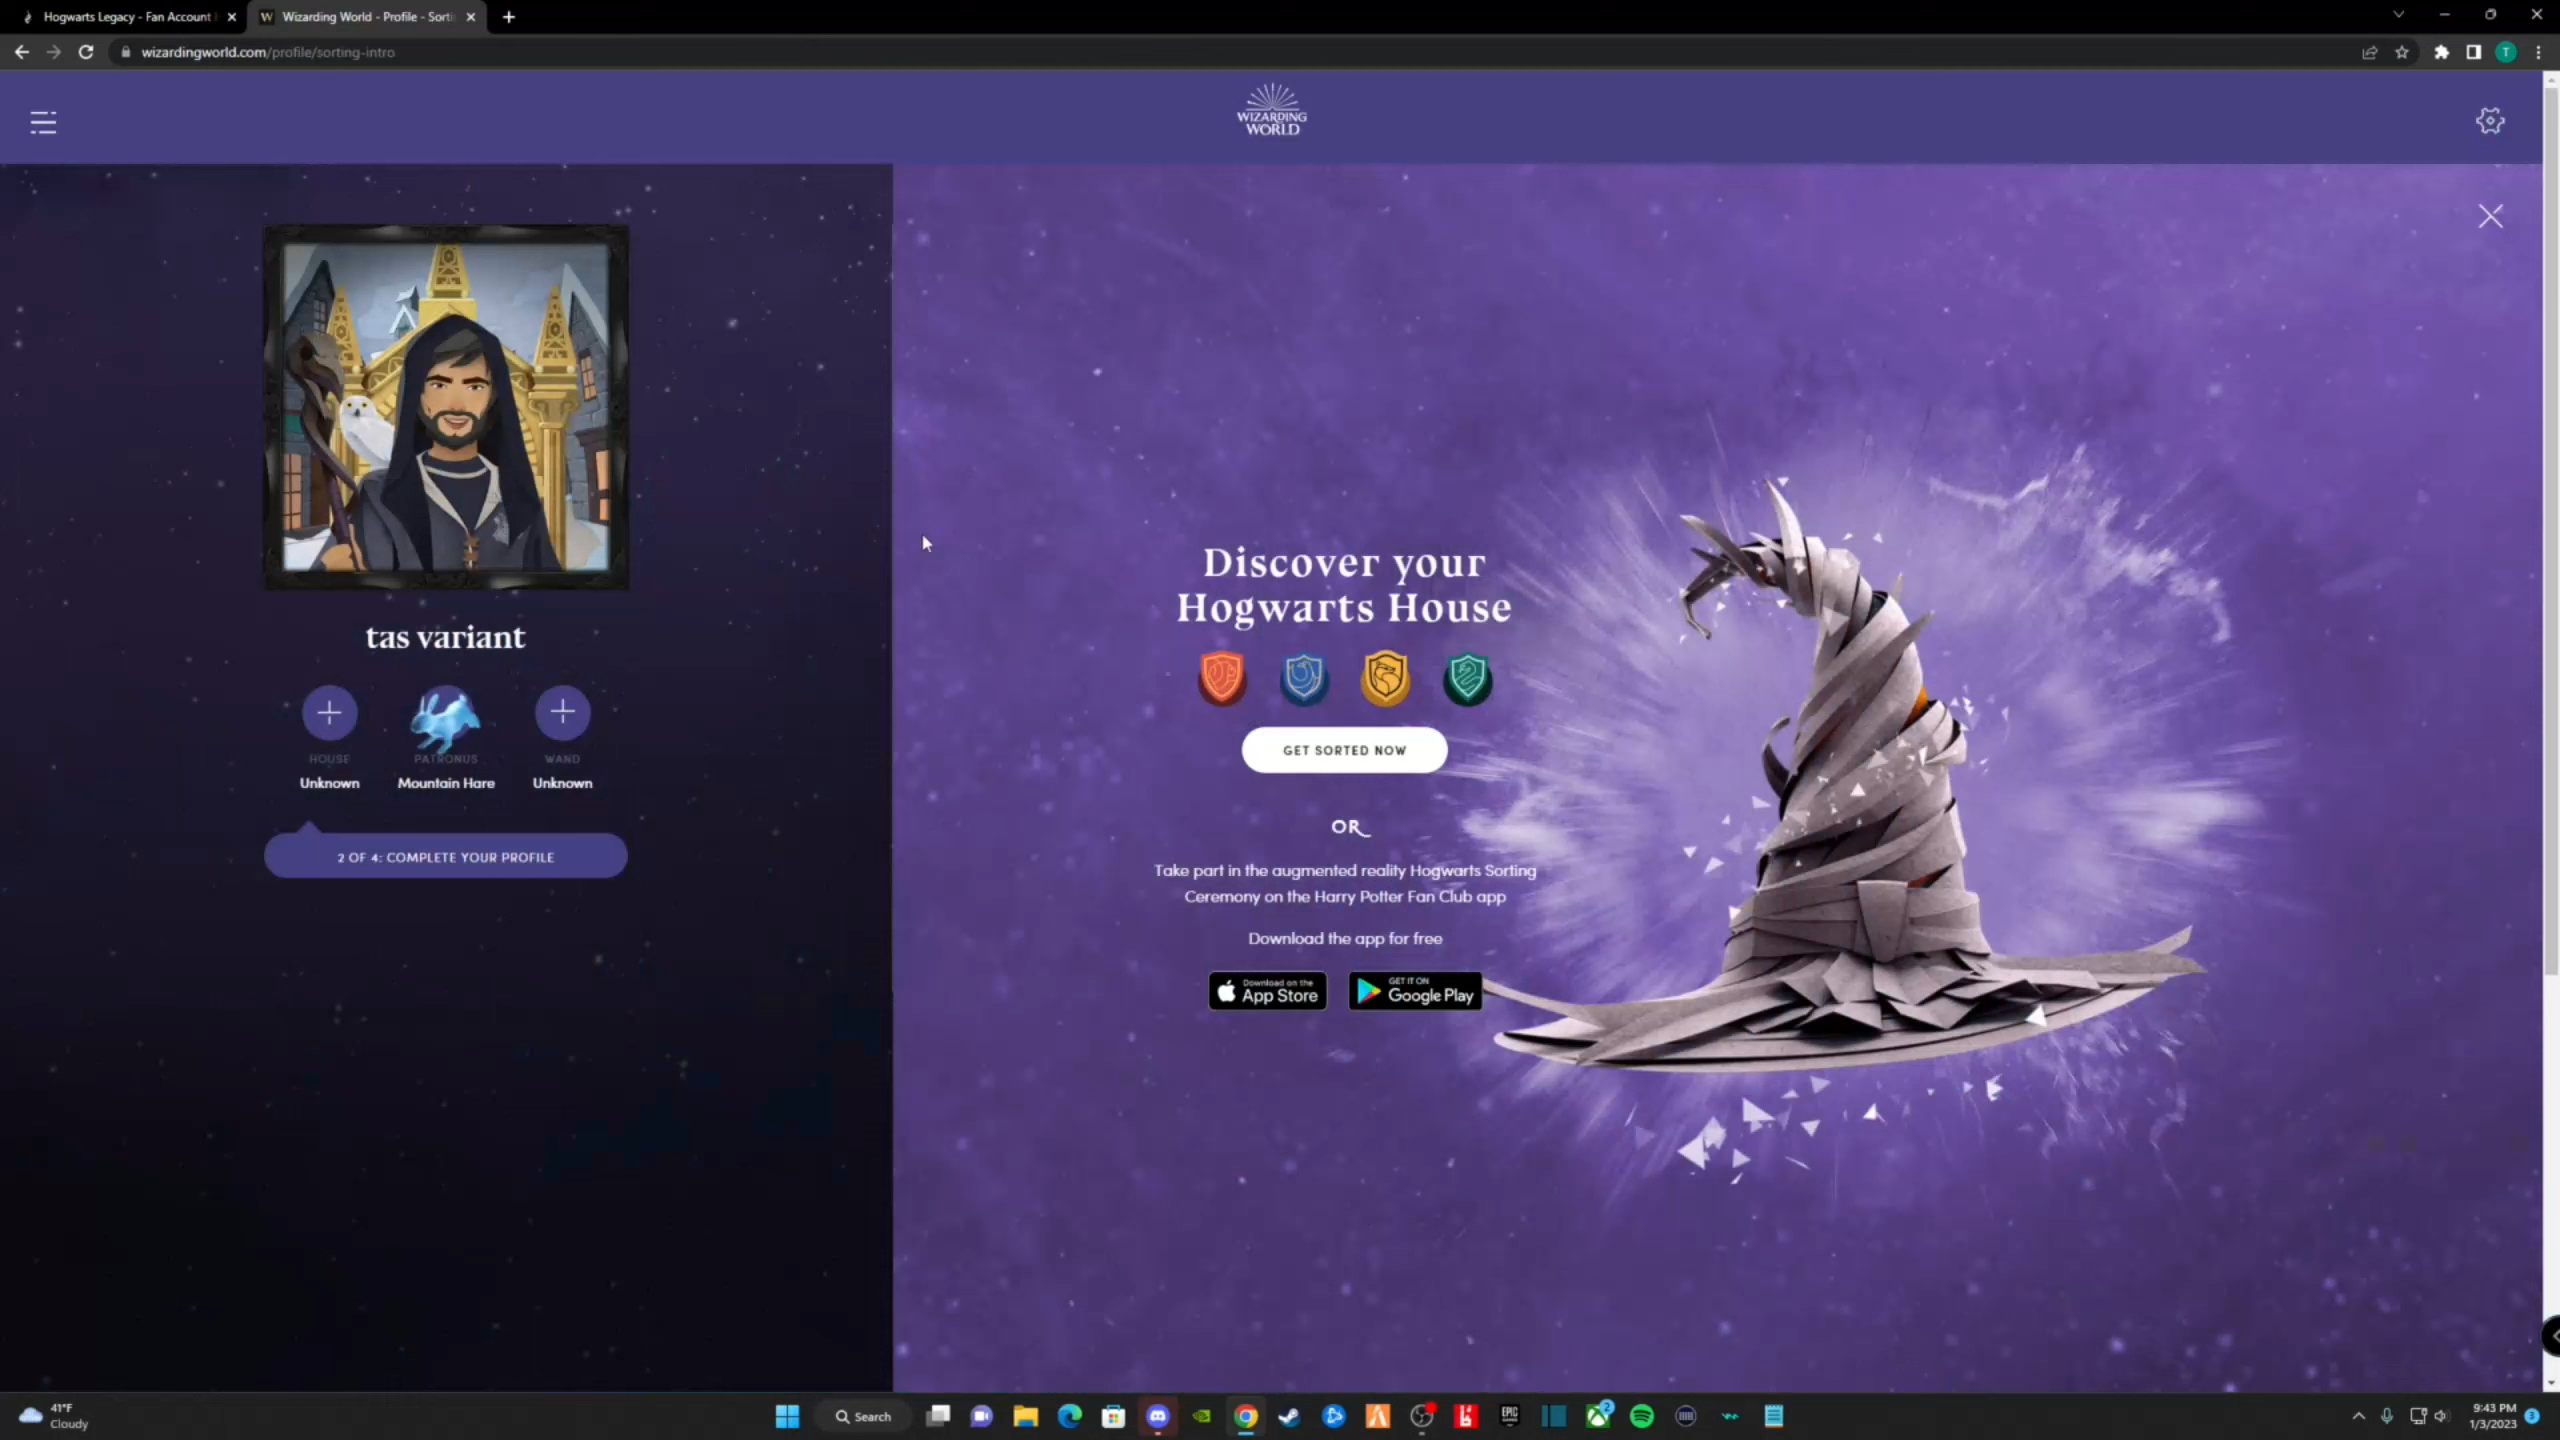 Hogwarts Legacy - Fan Account
Wizarding World - Profile - Sorti
wizardingworld.com/profile/sorting-intro
T
WIZARDING
WORLD
tas variant
HOUSE
PATRONUS
WAND
Unknown
Mountain Hare
Unknown
2 OF 4: COMPLETE YOUR PROFILE
Discover your
Hogwarts House
GET SORTED NOW
OR
Take part in the augmented reality Hogwarts Sorting
Ceremony on the Harry Potter Fan Club app
Download the app for free
Download on the
App Store
GET IT ON
Google Play
41°F
Cloudy
Search
EPIC
GAMES
2
9:43 PM
1/3/2023
3